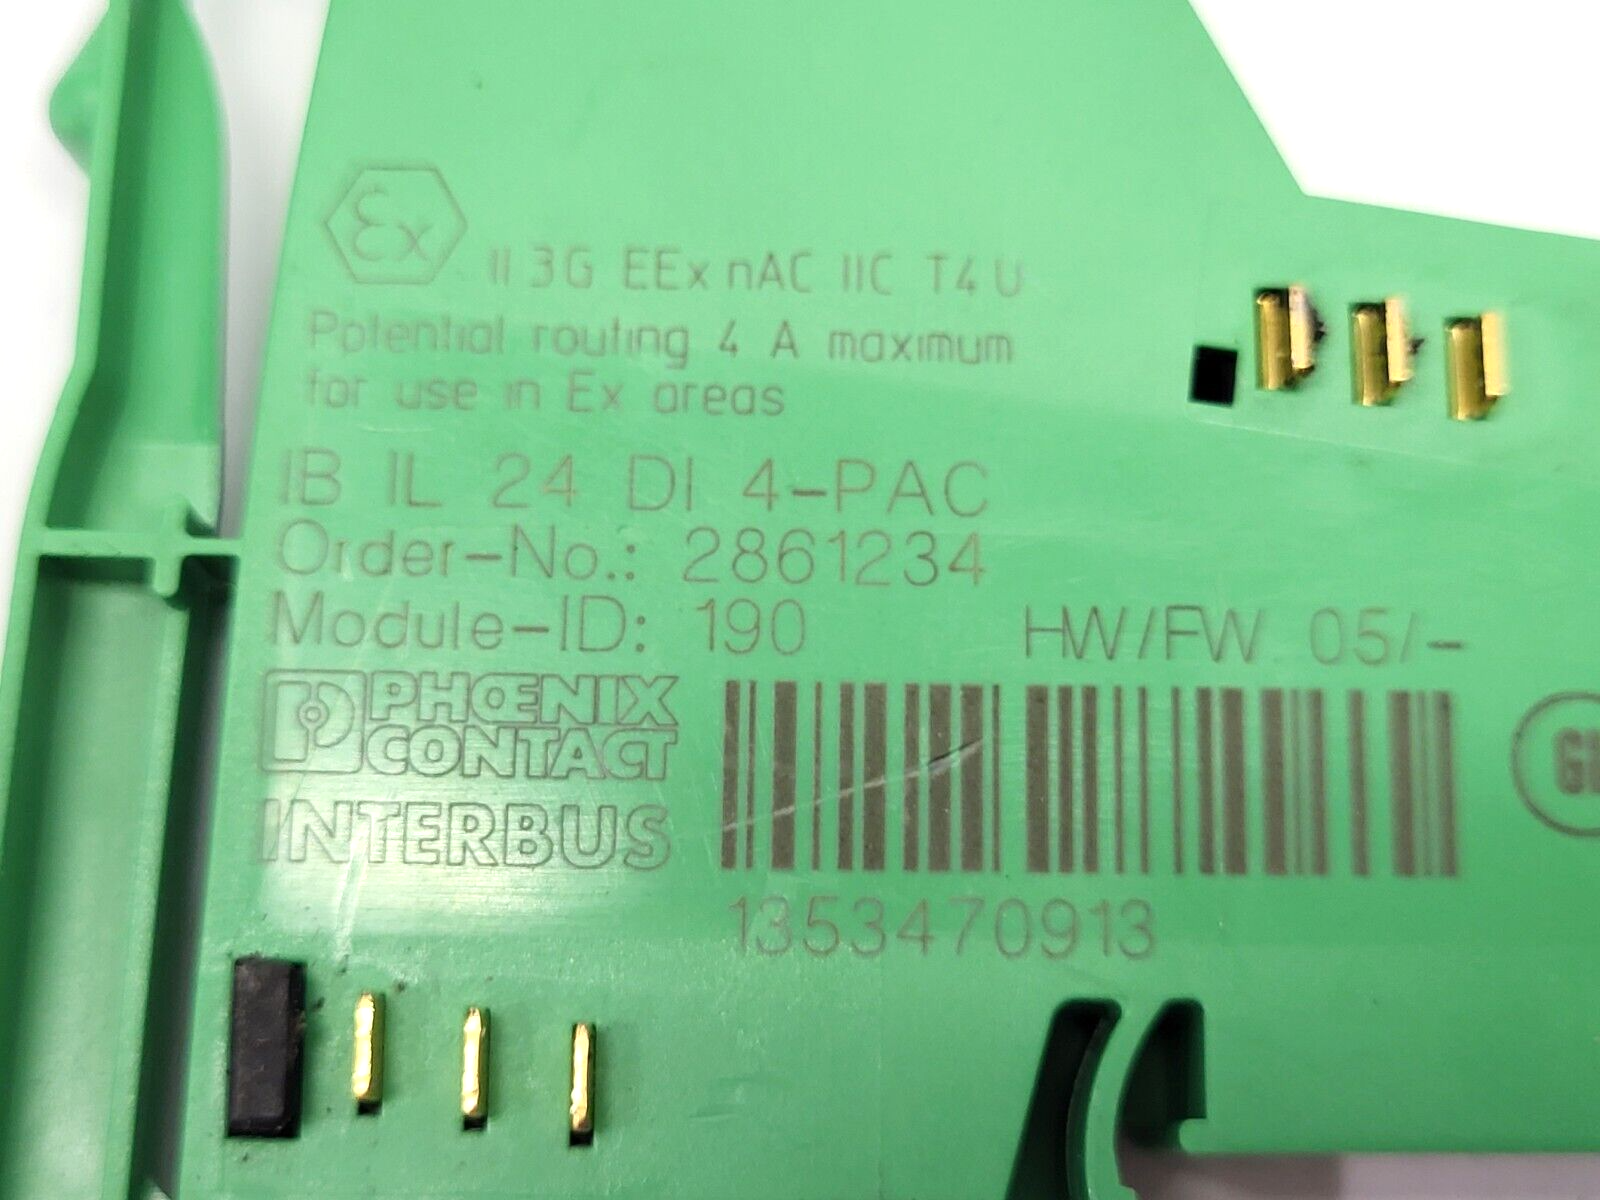 Ex
II 3G EEx nAC IIC T4 U
Potential routing 4 A maximum
for use in Ex areas
IB IL 24 DI 4-PAC
Order-No.: 2861234
Module-ID: 190 HW/FW 05/-
PHŒNIX
CONTACT
INTERBUS
1353470913